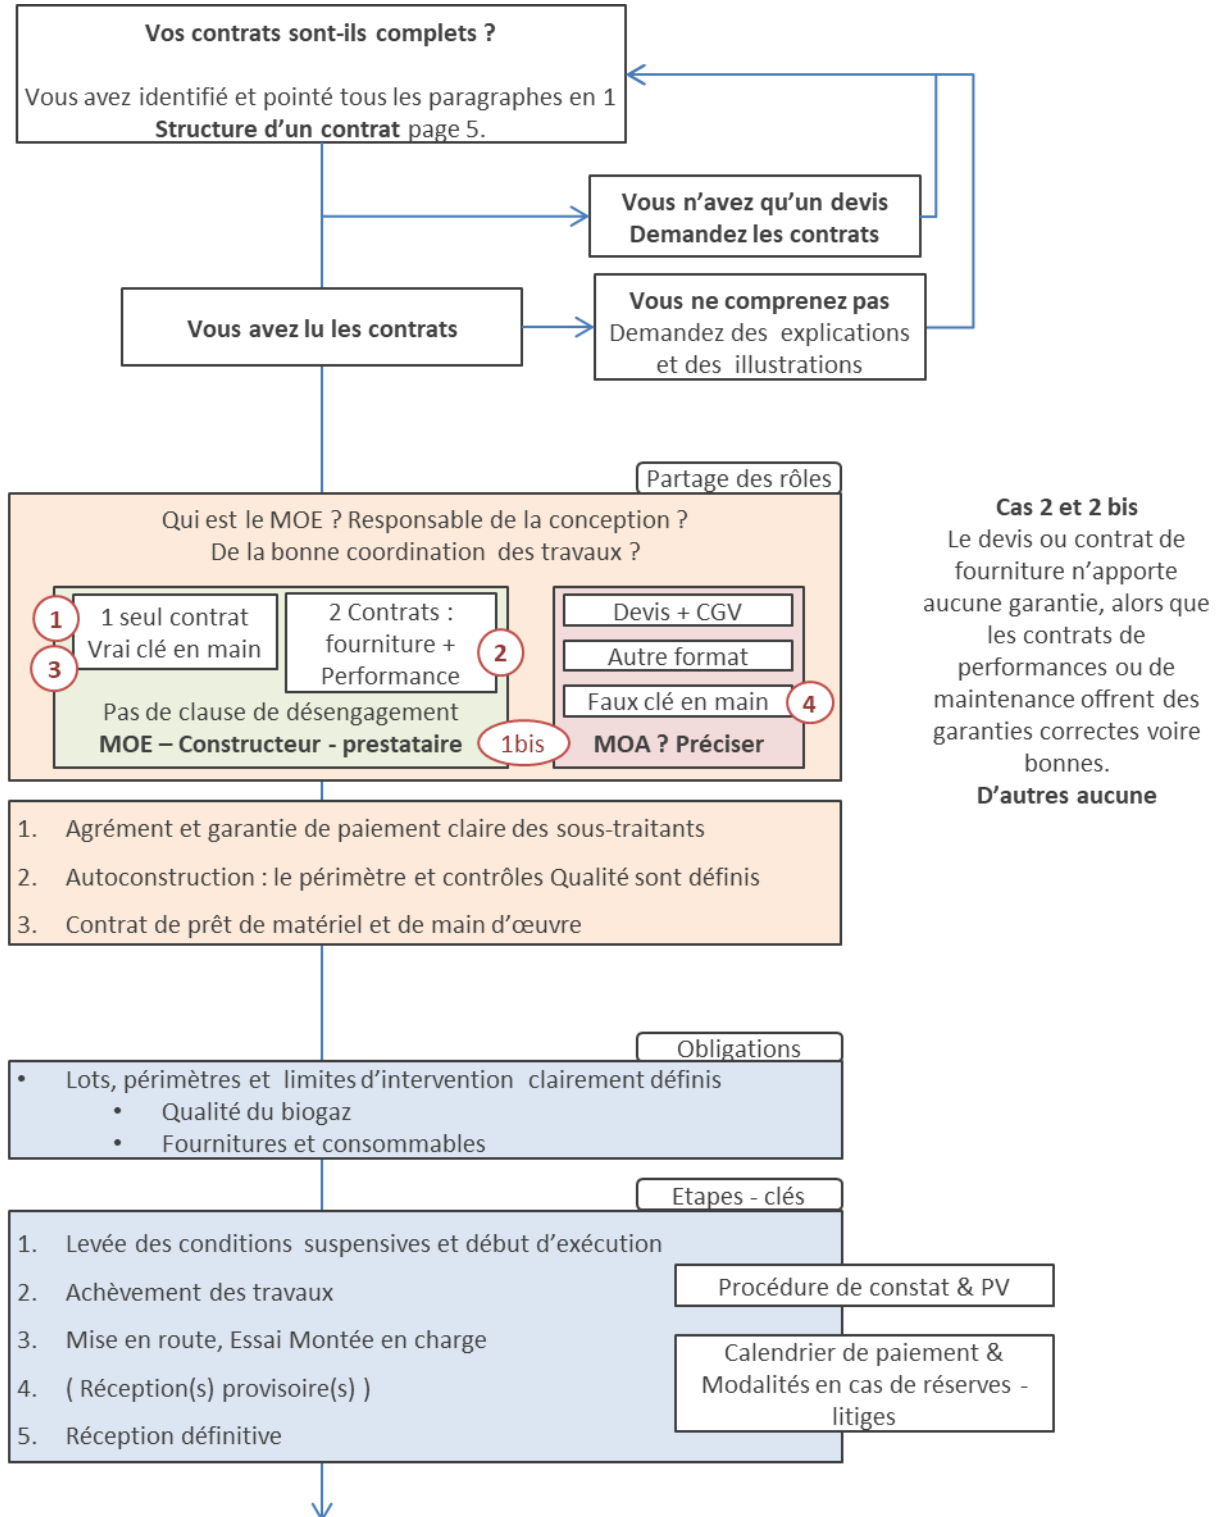 Vos contrats sont-ils complets ?
Vous avez identifié et pointé tous les paragraphes en 1
Structure d’un contrat page 5.
Vous n’avez qu’un devis
Demandez les contrats
Vous avez lu les contrats
Vous ne comprenez pas
Demandez des explications
et des illustrations
Partage des rôles
Qui est le MOE ? Responsable de la conception ?
De la bonne coordination des travaux ?
1
3
1 seul contrat
Vrai clé en main
2 Contrats :
fourniture +
Performance
2
Pas de clause de désengagement
MOE – Constructeur - prestataire
1bis
Devis + CGV
Autre format
Faux clé en main
4
MOA ? Préciser
Cas 2 et 2 bis
Le devis ou contrat de
fourniture n’apporte
aucune garantie, alors que
les contrats de
performances ou de
maintenance offrent des
garanties correctes voire
bonnes.
D’autres aucune
1. Agrément et garantie de paiement claire des sous-traitants
2. Autoconstruction : le périmètre et contrôles Qualité sont définis
3. Contrat de prêt de matériel et de main d’œuvre
Obligations
• Lots, périmètres et limites d’intervention clairement définis
• Qualité du biogaz
• Fournitures et consommables
Etapes - clés
1. Levée des conditions suspensives et début d’exécution
2. Achèvement des travaux
3. Mise en route, Essai Montée en charge
4. ( Réception(s) provisoire(s) )
5. Réception définitive
Procédure de constat & PV
Calendrier de paiement &
Modalités en cas de réserves -
litiges